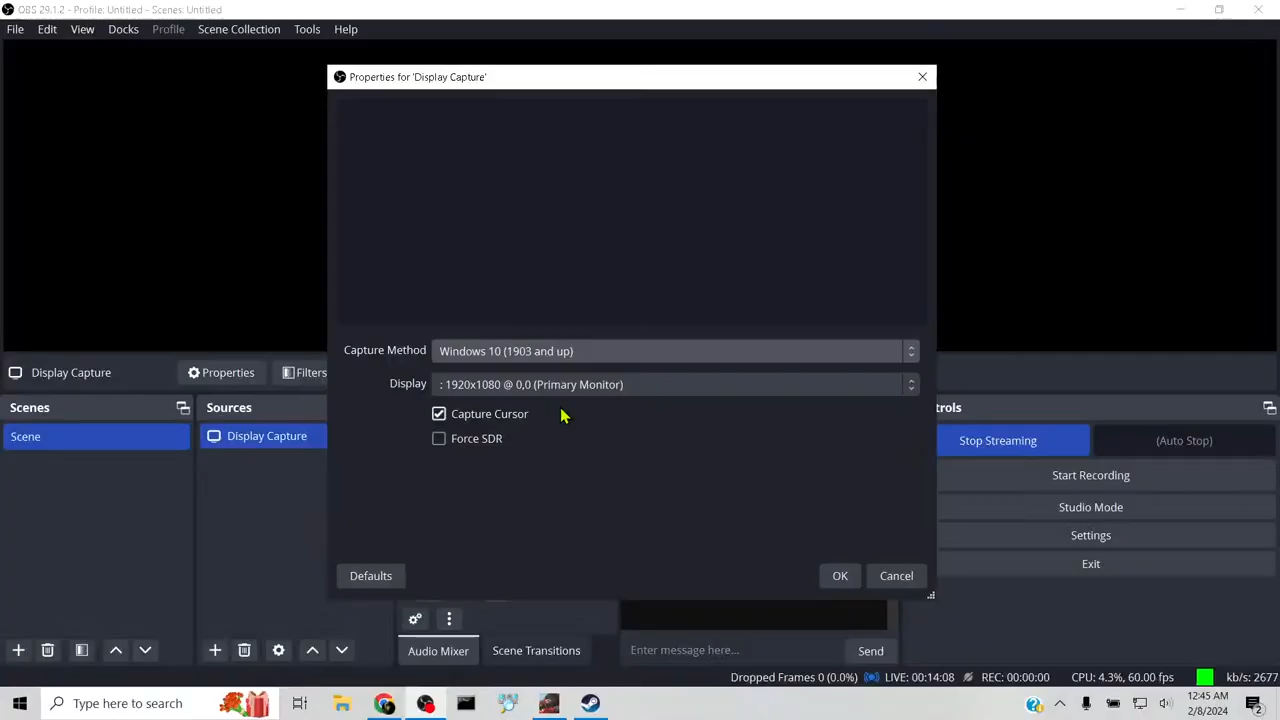 OBS 29.1.2 - Profile: Untitled - Scenes: Untitled
File Edit View Docks Profile Scene Collection Tools Help
Properties for 'Display Capture'
Capture Method Windows 10 (1903 and up)
Display : 1920x1080 @ 0,0 (Primary Monitor)
Capture Cursor
Force SDR
Defaults OK Cancel
Display Capture Properties Filters
Scenes Sources trols
Scene Display Capture
Stop Streaming (Auto Stop)
Start Recording
Studio Mode
Settings
Exit
Audio Mixer Scene Transitions Enter message here... Send
Dropped Frames 0 (0.0%) LIVE: 00:14:08 REC: 00:00:00 CPU: 4.3%, 60.00 fps kb/s: 2677
Type here to search
12:45 AM
2/8/2024
2